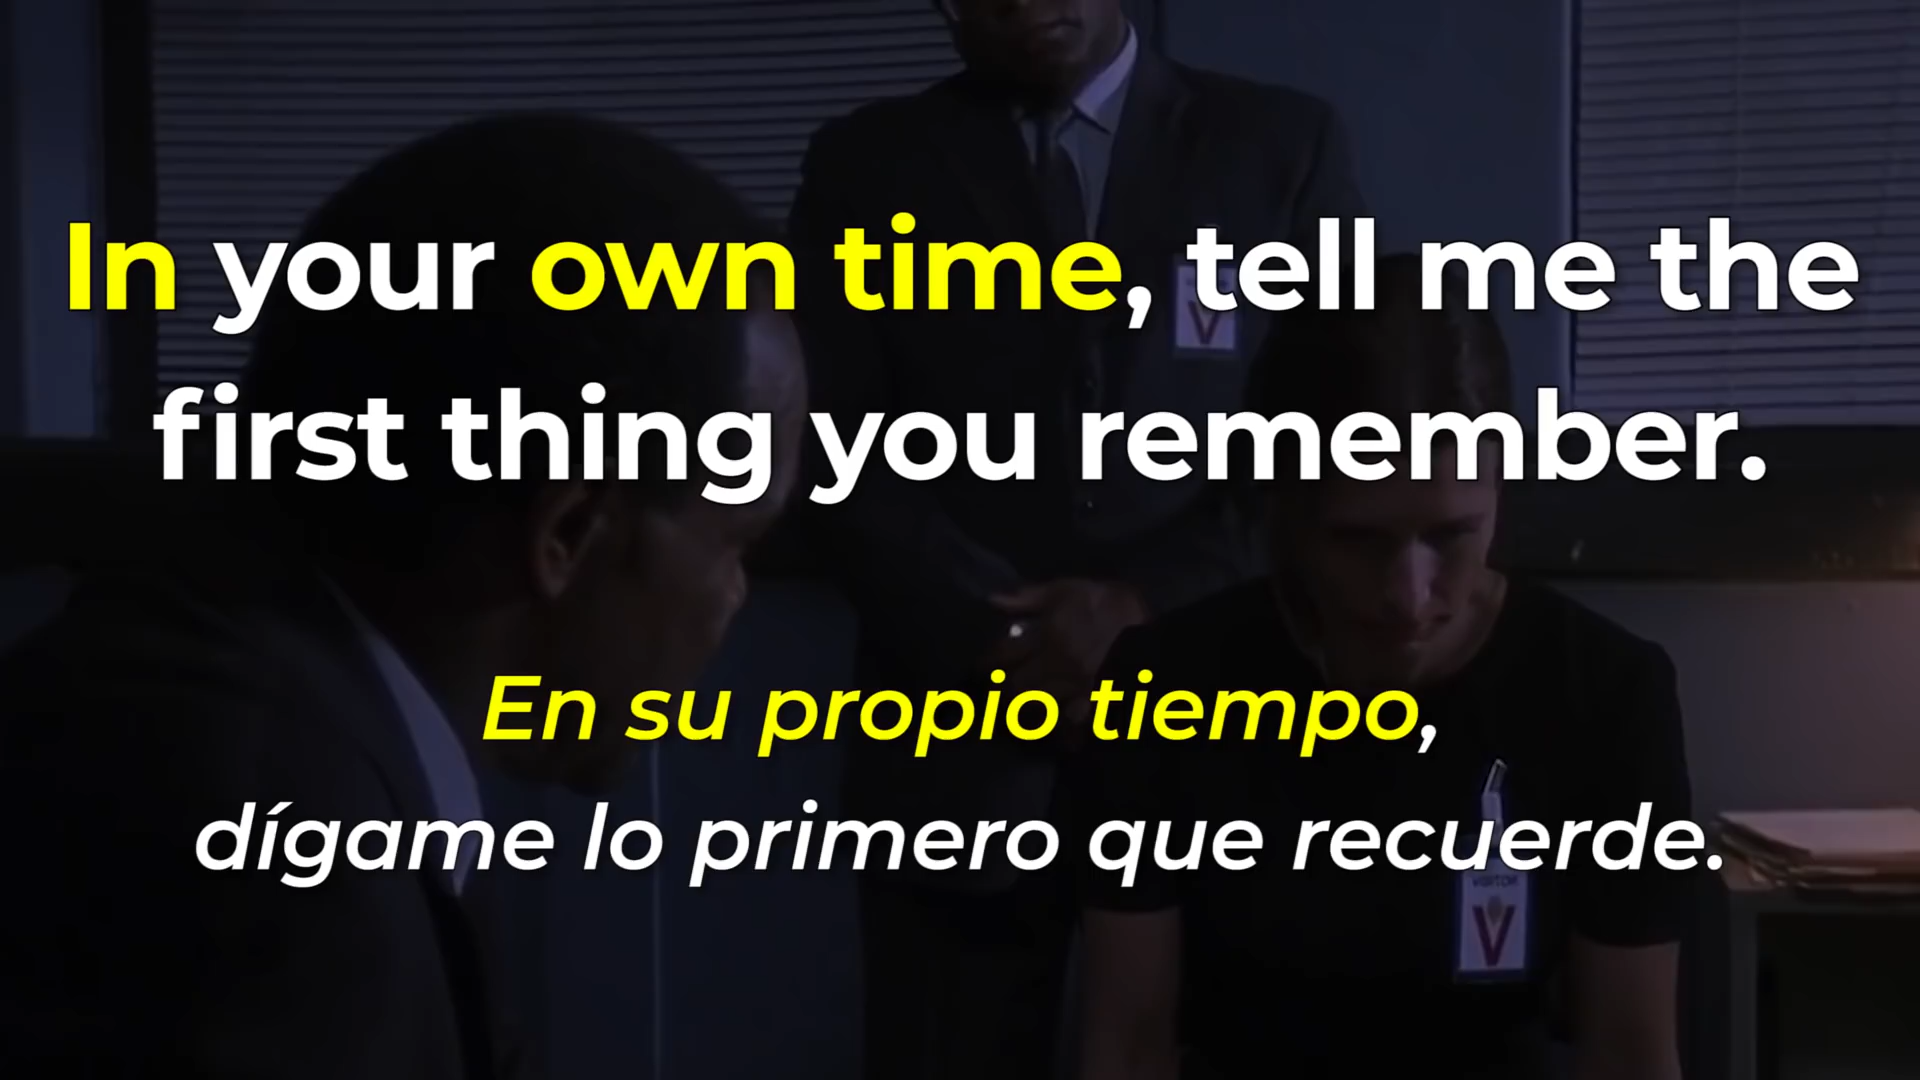 In your own time, tell me the
first thing you remember.
En su propio tiempo,
dígame lo primero que recuerde.
V
VISITOR
V